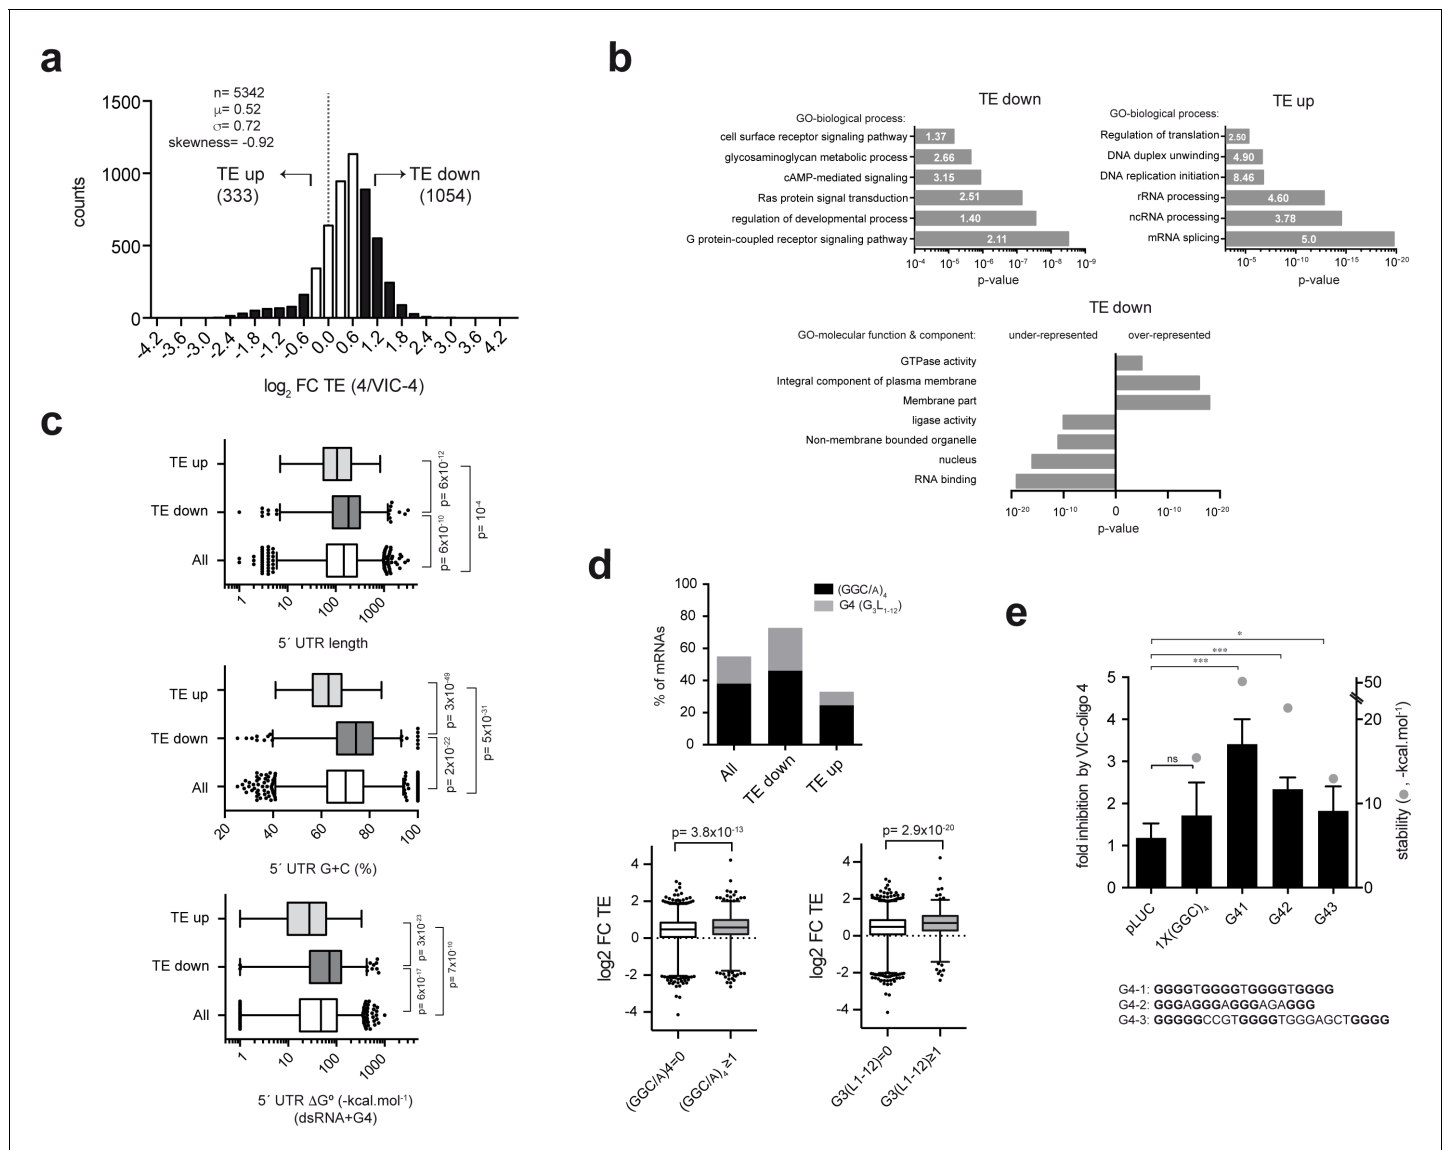 a
n= 5342
μ= 0.52
σ= 0.72
skewness= -0.92
TE up
(333)
TE down
(1054)
counts
1500
1000
500
0
-4.2
-3.6
-3.0
-2.4
-1.8
-1.2
-0.6
0.0
0.6
1.2
1.8
2.4
3.0
3.6
4.2
log2 FC TE (4/VIC-4)
b
TE down
GO-biological process:
cell surface receptor signaling pathway 1.37
glycosaminoglycan metabolic process 2.66
cAMP-mediated signaling 3.15
Ras protein signal transduction 2.51
regulation of developmental process 1.40
G protein-coupled receptor signaling pathway 2.11
10-4 10-5 10-6 10-7 10-8 10-9
p-value
TE up
GO-biological process:
Regulation of translation 2.50
DNA duplex unwinding 4.90
DNA replication initiation 8.46
rRNA processing 4.60
ncRNA processing 3.78
mRNA splicing 5.0
10-5 10-10 10-15 10-20
p-value
TE down
GO-molecular function & component: under-represented over-represented
GTPase activity
Integral component of plasma membrane
Membrane part
ligase activity
Non-membrane bounded organelle
nucleus
RNA binding
10-20 10-10 0 10-10 10-20
p-value
c
TE up
TE down
All
p= 6x10-12
p= 6x10-10
p= 10-4
1 10 100 1000
5´ UTR length
TE up
TE down
All
p= 3x10-49
p= 2x10-22
p= 5x10-31
20 40 60 80 100
5´ UTR G+C (%)
TE up
TE down
All
p= 3x10-23
p= 6x10-17
p= 7x10-10
1 10 100 1000
5´ UTR ΔGº (-kcal.mol-1)
(dsRNA+G4)
d
% of mRNAs
100
80
60
40
20
0
(GGC/A)4
G4 (G3L1-12)
All
TE down
TE up
p= 3.8x10-13
log2 FC TE
4
2
0
-2
-4
(GGC/A)4=0
(GGC/A)4 ≥1
p= 2.9x10-20
log2 FC TE
4
2
0
-2
-4
G3(L1-12)=0
G3(L1-12)≥1
e
*
***
***
ns
fold inhibition by VIC-oligo 4
5
4
3
2
1
0
50
20
10
0
stability (●, -kcal.mol-1)
pLUC
1X(GGC)4
G41
G42
G43
G4-1: GGGGTGGGGTGGGGTGGGG
G4-2: GGGAGGGAGGGAGAGGG
G4-3: GGGGGCCGTGGGGTGGGAGCTGGGG